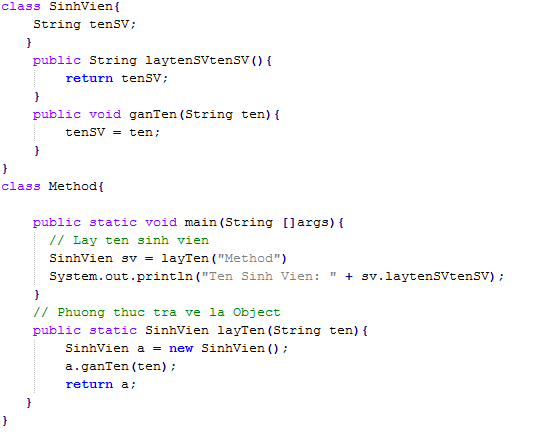 class SinhVien{
    String tenSV;
   }
    public String laytenSVtenSV(){
        return tenSV;
    }
    public void ganTen(String ten){
        tenSV = ten;
    }
}
class Method{
    public static void main(String []args){
      // Lay ten sinh vien
      SinhVien sv = layTen("Method")
      System.out.println("Ten Sinh Vien: " + sv.laytenSVtenSV);
    }
    // Phuong thuc tra ve la Object
    public static SinhVien layTen(String ten){
        SinhVien a = new SinhVien();
        a.ganTen(ten);
        return a;
   }
}